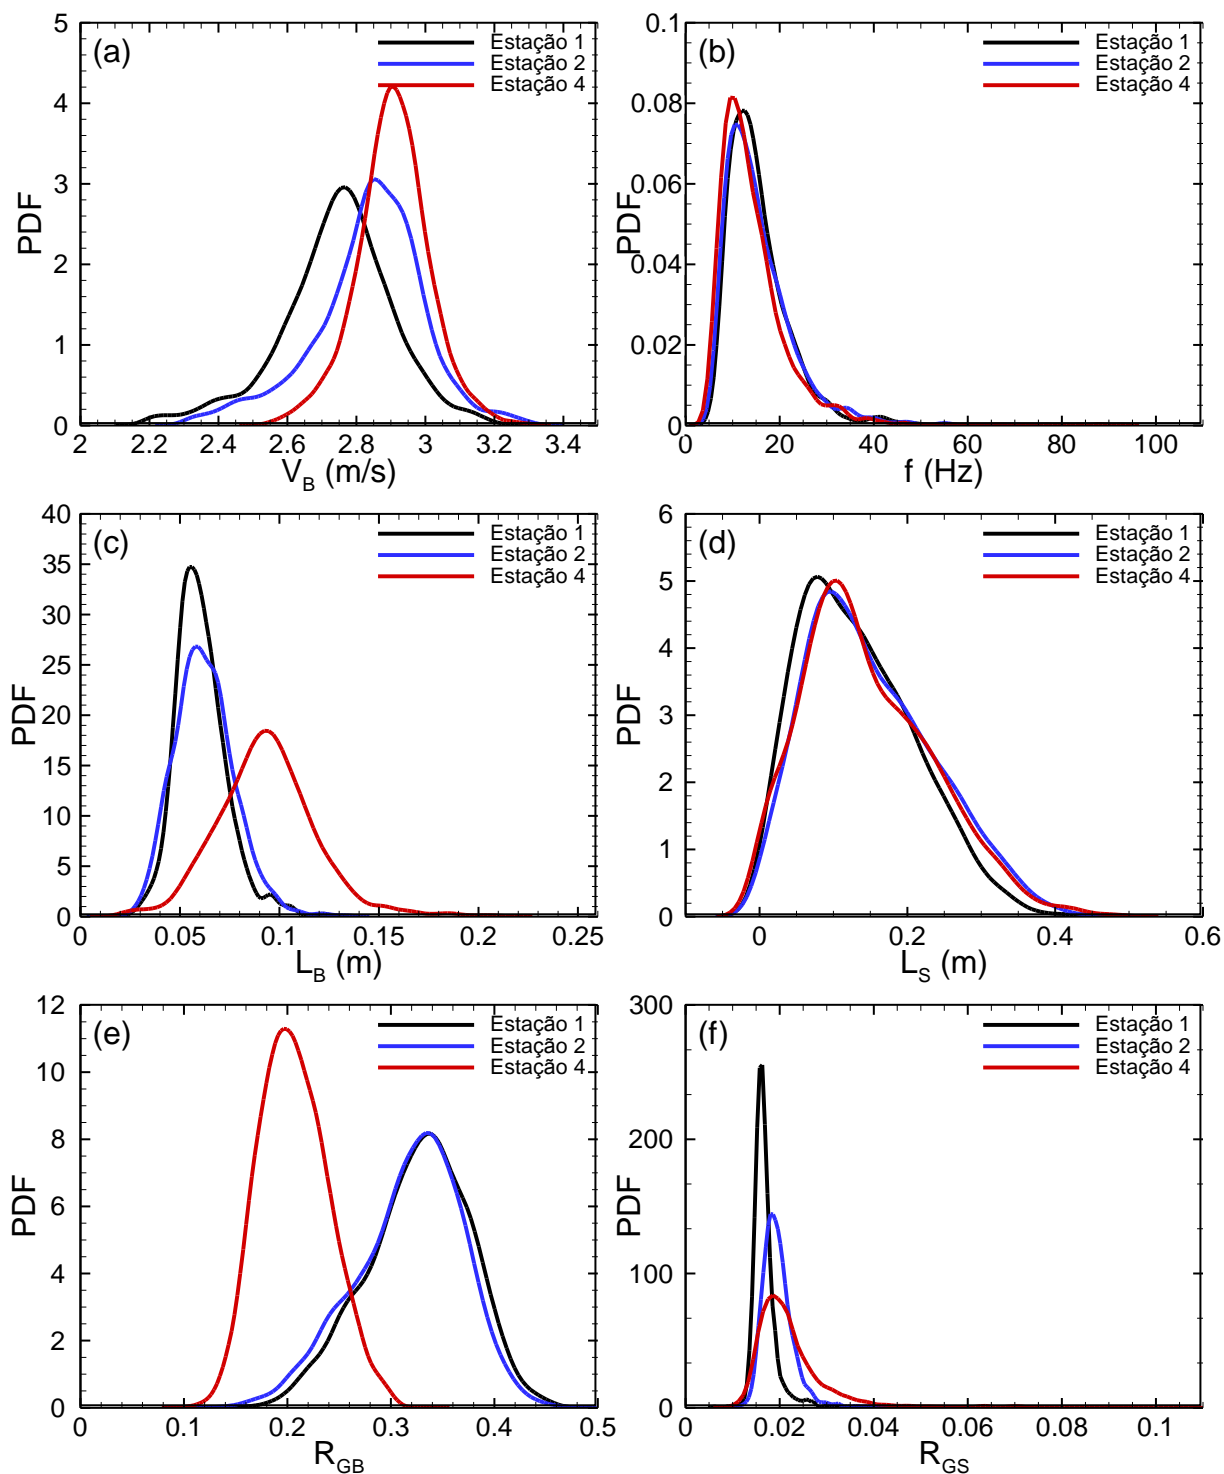 (a)
Estação 1
Estação 2
Estação 4
PDF
5
4
3
2
1
0
2 2.2 2.4 2.6 2.8 3 3.2 3.4
V_B (m/s)
(b)
Estação 1
Estação 2
Estação 4
PDF
0.1
0.08
0.06
0.04
0.02
0
0 20 40 60 80 100
f (Hz)
(c)
Estação 1
Estação 2
Estação 4
PDF
40
35
30
25
20
15
10
5
0
0 0.05 0.1 0.15 0.2 0.25
L_B (m)
(d)
Estação 1
Estação 2
Estação 4
PDF
6
5
4
3
2
1
0
0 0.2 0.4 0.6
L_S (m)
(e)
Estação 1
Estação 2
Estação 4
PDF
12
10
8
6
4
2
0
0 0.1 0.2 0.3 0.4 0.5
R_GB
(f)
Estação 1
Estação 2
Estação 4
PDF
300
200
100
0
0 0.02 0.04 0.06 0.08 0.1
R_GS